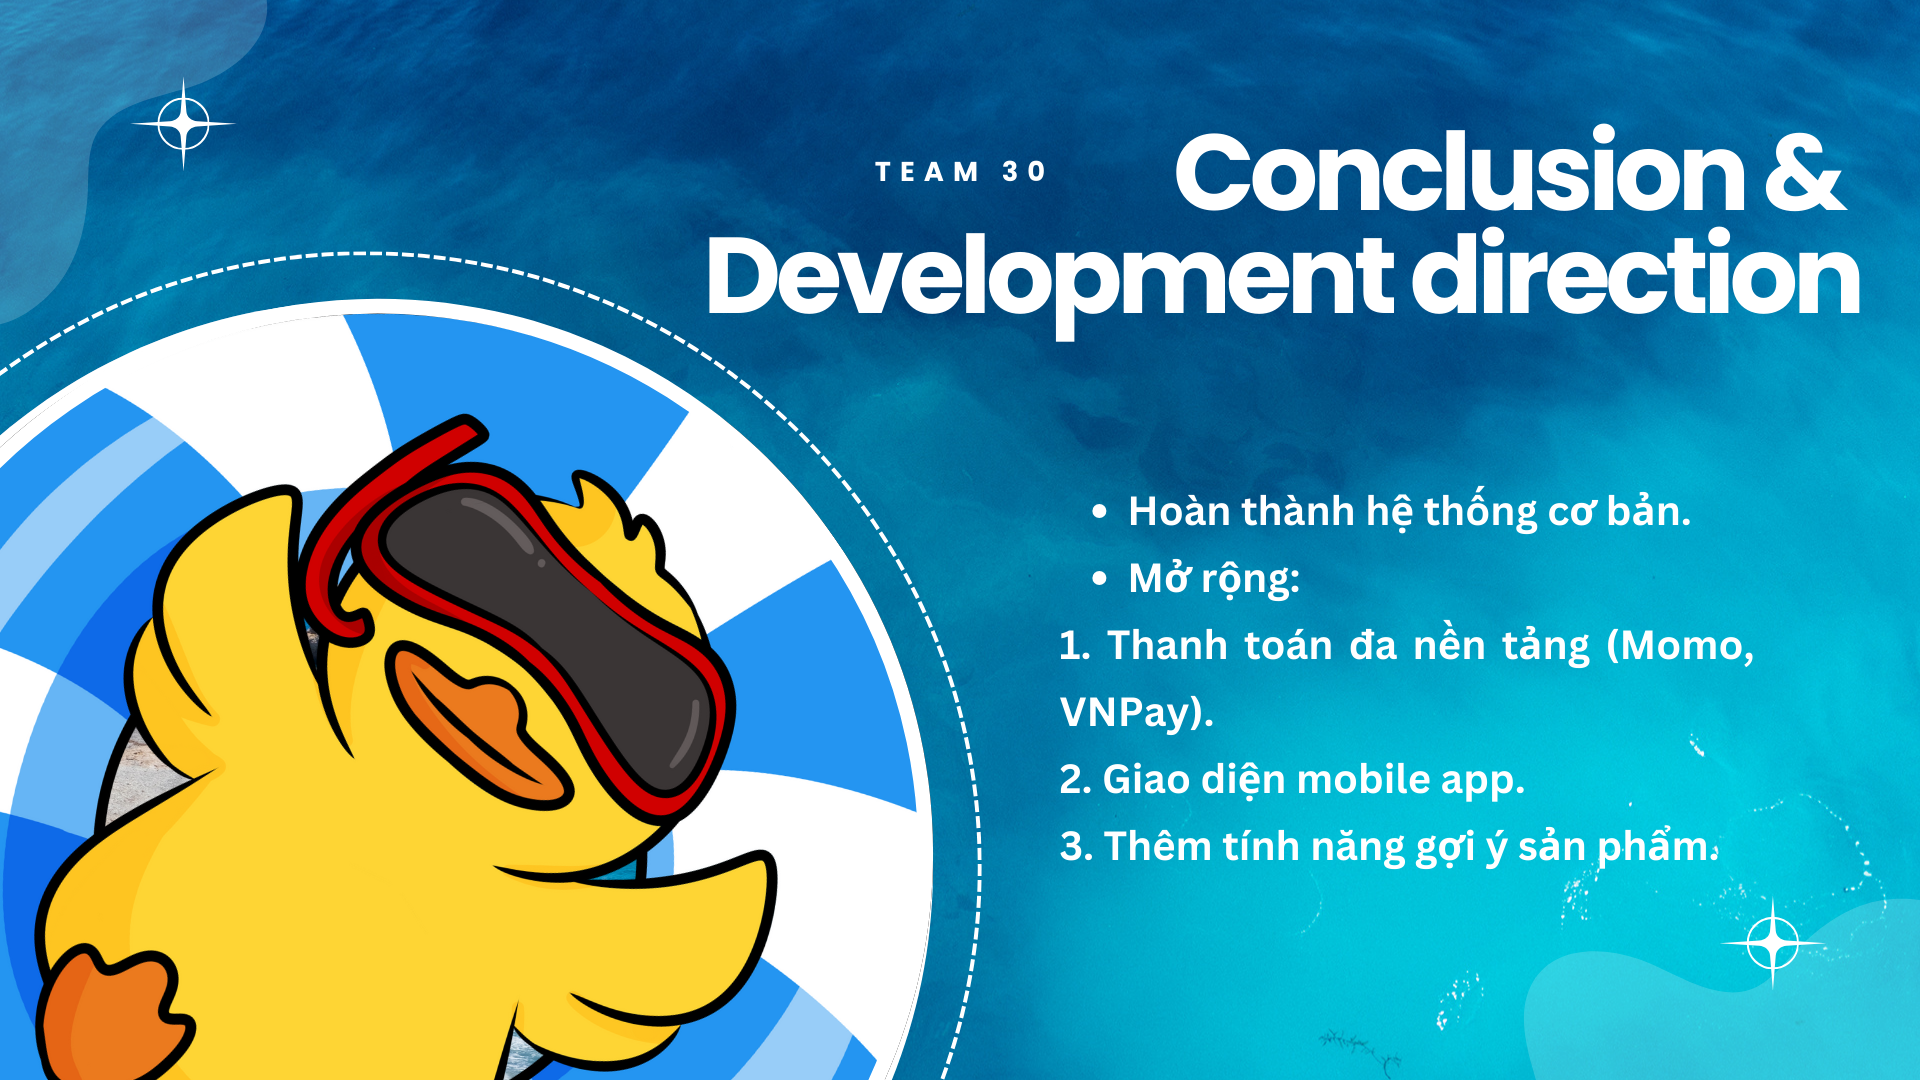 TEAM 30
Conclusion &
Development direction
• Hoàn thành hệ thống cơ bản.
• Mở rộng:
1. Thanh toán đa nền tảng (Momo,
VNPay).
2. Giao diện mobile app.
3. Thêm tính năng gợi ý sản phẩm.